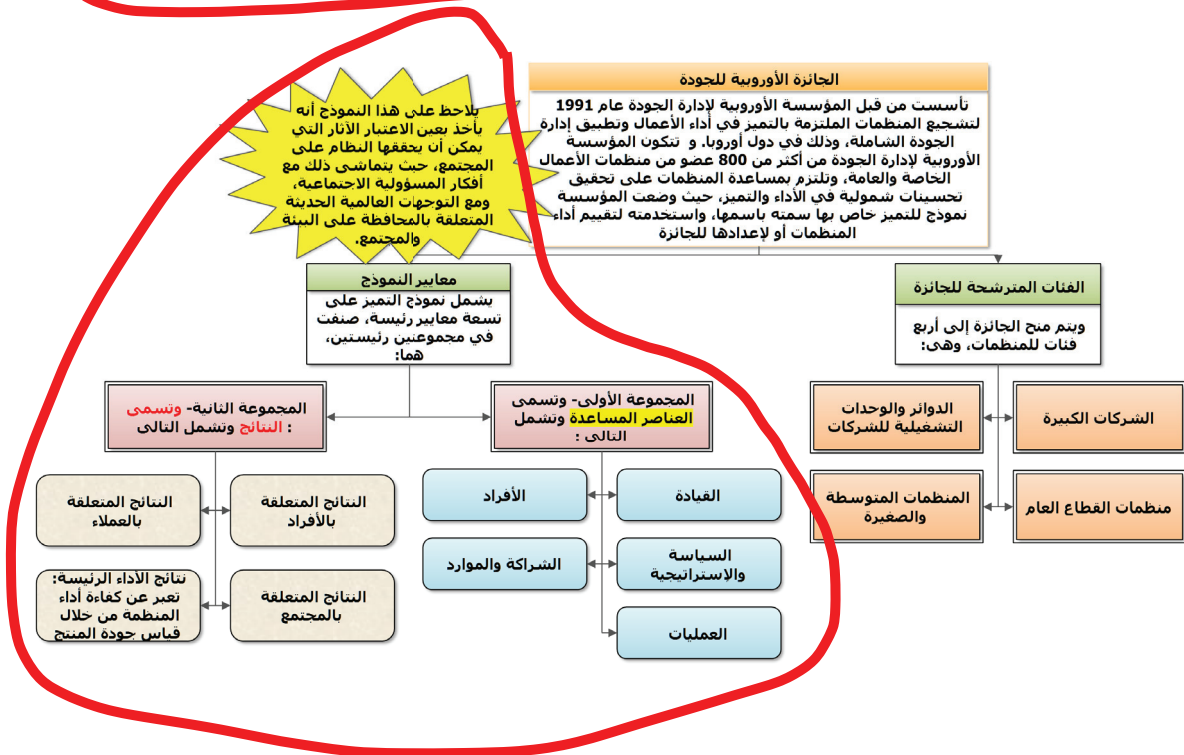 الجائزة الأوروبية للجودة
تأسست من قبل المؤسسة الأوروبية لإدارة الجودة عام 1991
لتشجيع المنظمات الملتزمة بالتميز في أداء الأعمال وتطبيق إدارة
الجودة الشاملة، وذلك في دول أوروبا. و تتكون المؤسسة
الأوروبية لإدارة الجودة من أكثر من 800 عضو من منظمات الأعمال
الخاصة والعامة، وتلتزم بمساعدة المنظمات على تحقيق
تحسينات شمولية في الأداء والتميز، حيث وضعت المؤسسة
نموذج للتميز خاص بها سمته باسمها، واستخدمته لتقييم أداء
المنظمات أو لإعدادها للجائزة
يلاحظ على هذا النموذج أنه
يأخذ بعين الاعتبار الآثار التي
يمكن أن يحققها النظام على
المجتمع، حيث يتماشى ذلك مع
أفكار المسؤولية الاجتماعية،
ومع التوجهات العالمية الحديثة
المتعلقة بالمحافظة على البيئة
والمجتمع.
الفئات المترشحة للجائزة
ويتم منح الجائزة إلى أربع
فئات للمنظمات، وهى:
الشركات الكبيرة
الدوائر والوحدات
التشغيلية للشركات
منظمات القطاع العام
المنظمات المتوسطة
والصغيرة
معايير النموذج
يشمل نموذج التميز على
تسعة معايير رئيسة، صنفت
في مجموعتين رئيستين،
هما:
المجموعة الأولى- وتسمى
العناصر المساعدة وتشمل
التالى :
القيادة
الأفراد
السياسة
والإستراتيجية
الشراكة والموارد
العمليات
المجموعة الثانية- وتسمى
النتائج وتشمل التالى :
النتائج المتعلقة
بالأفراد
النتائج المتعلقة
بالعملاء
النتائج المتعلقة
بالمجتمع
نتائج الأداء الرئيسة:
تعبر عن كفاءة أداء
المنظمة من خلال
قياس جودة المنتج